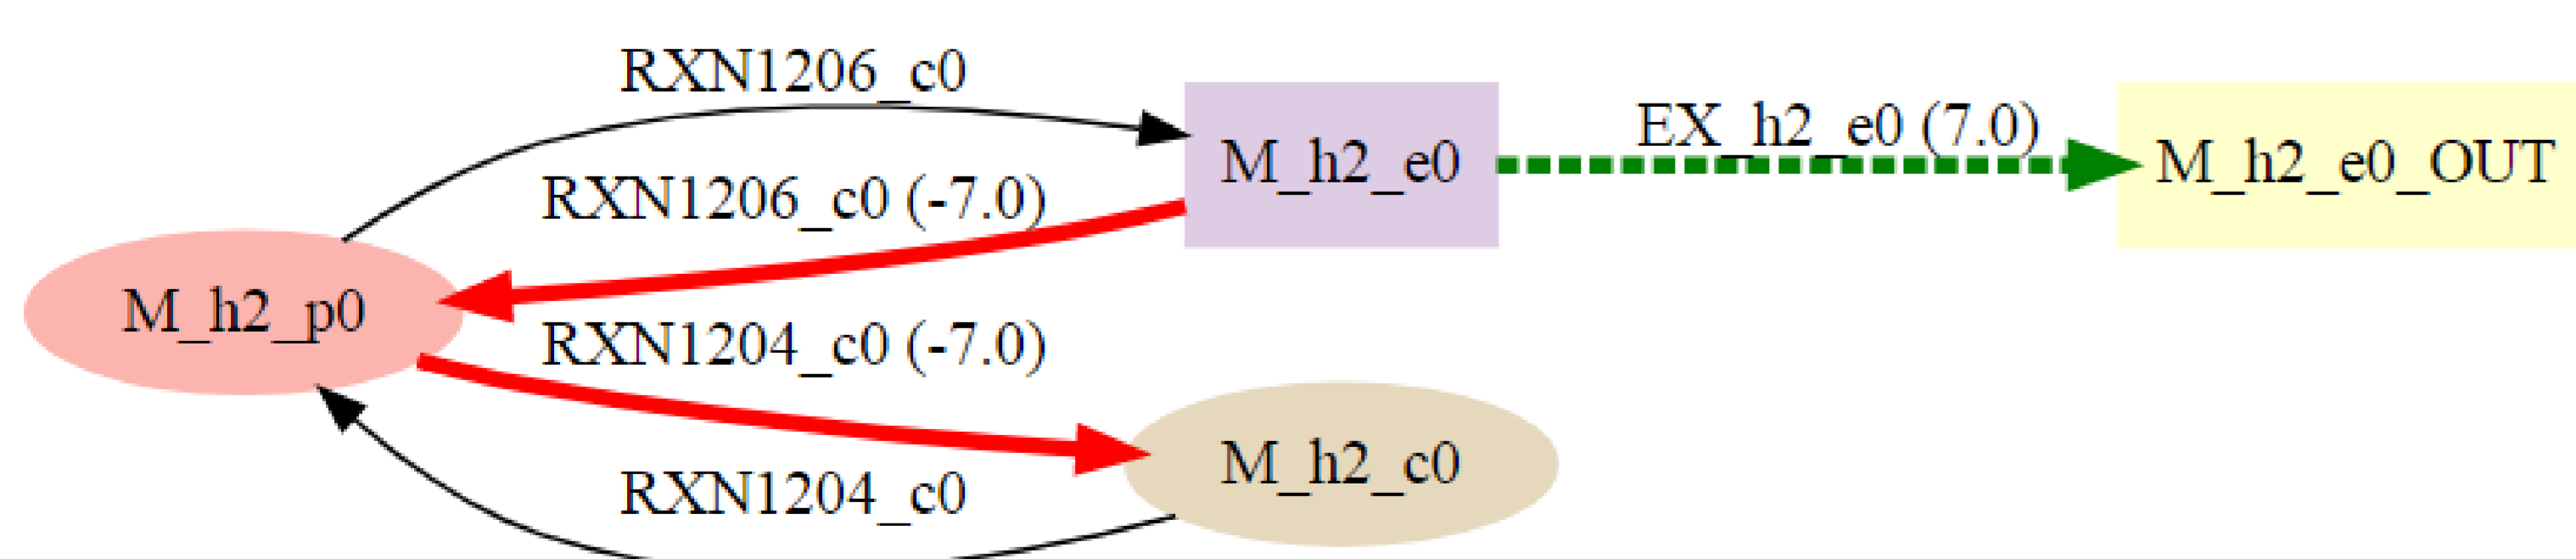 RXN1206_c0
EX_h2_e0 (7.0)
M_h2_e0
M_h2_e0_OUT
RXN1206_c0 (-7.0)
M_h2_p0
RXN1204_c0 (-7.0)
M_h2_c0
RXN1204_c0